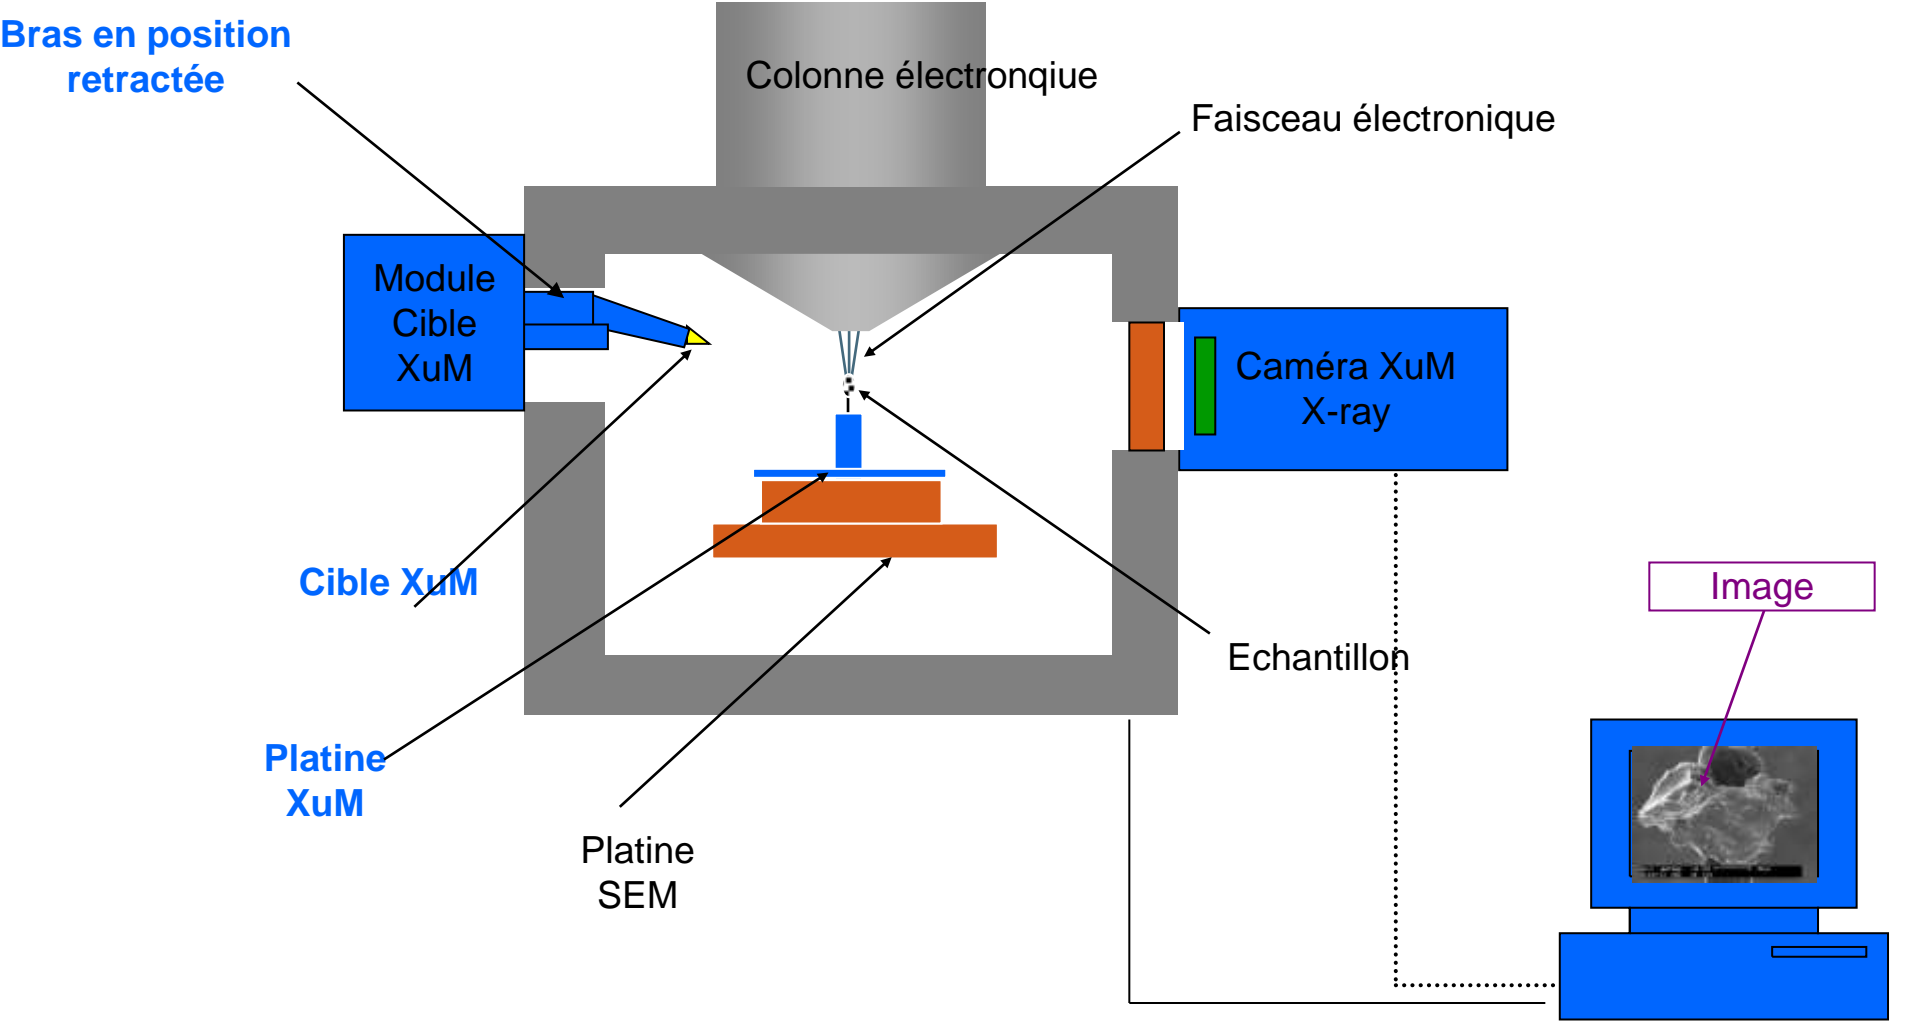 Bras en position
retractée
Colonne électronqiue
Faisceau électronique
Module
Cible
XuM
Caméra XuM
X-ray
Cible XuM
Image
Echantillon
Platine
XuM
Platine
SEM